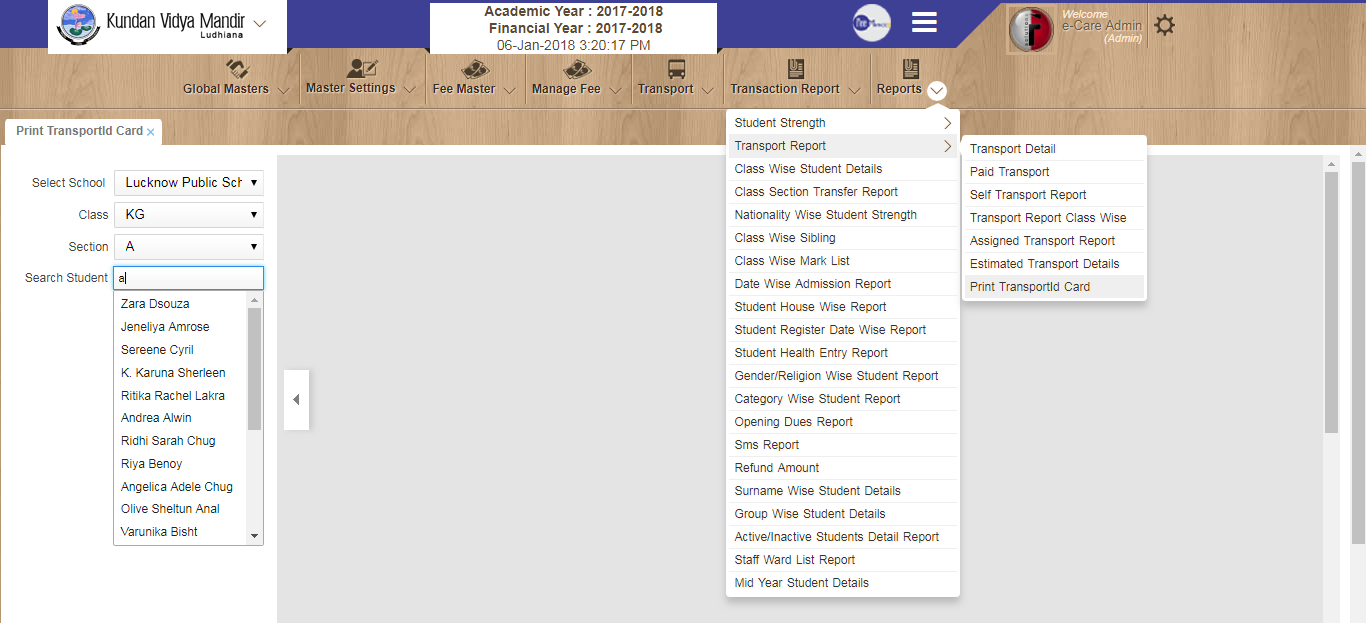 Kundan Vidya Mandir
Ludhiana
Academic Year : 2017-2018
Financial Year : 2017-2018
06-Jan-2018 3:20:17 PM
Welcome
e-Care Admin
(Admin)
Global Masters
Master Settings
Fee Master
Manage Fee
Transport
Transaction Report
Reports
Print TransportId Card ×
Select School
Lucknow Public Sch
Class
KG
Section
A
Search Student
a
Zara Dsouza
Jeneliya Amrose
Sereene Cyril
K. Karuna Sherleen
Ritika Rachel Lakra
Andrea Alwin
Ridhi Sarah Chug
Riya Benoy
Angelica Adele Chug
Olive Sheltun Anal
Varunika Bisht
Student Strength
Transport Report
Class Wise Student Details
Class Section Transfer Report
Nationality Wise Student Strength
Class Wise Sibling
Class Wise Mark List
Date Wise Admission Report
Student House Wise Report
Student Register Date Wise Report
Student Health Entry Report
Gender/Religion Wise Student Report
Category Wise Student Report
Opening Dues Report
Sms Report
Refund Amount
Surname Wise Student Details
Group Wise Student Details
Active/Inactive Students Detail Report
Staff Ward List Report
Mid Year Student Details
Transport Detail
Paid Transport
Self Transport Report
Transport Report Class Wise
Assigned Transport Report
Estimated Transport Details
Print TransportId Card